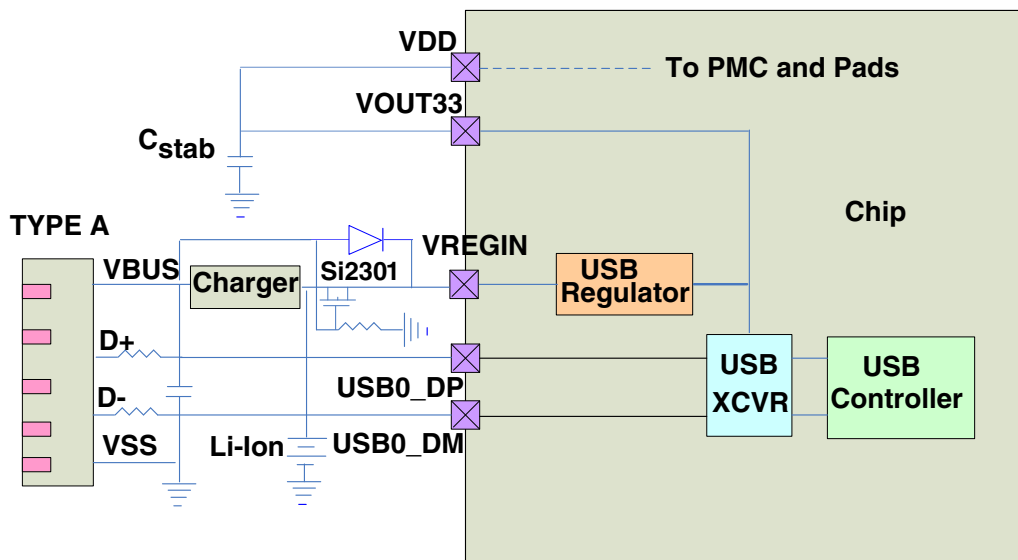 VDD
To PMC and Pads
VOUT33
Cstab
Chip
TYPE A
VREGIN
VBUS
Charger
Si2301
USB
Regulator
D+
USB0_DP
USB
XCVR
USB
Controller
D-
VSS
Li-Ion
USB0_DM